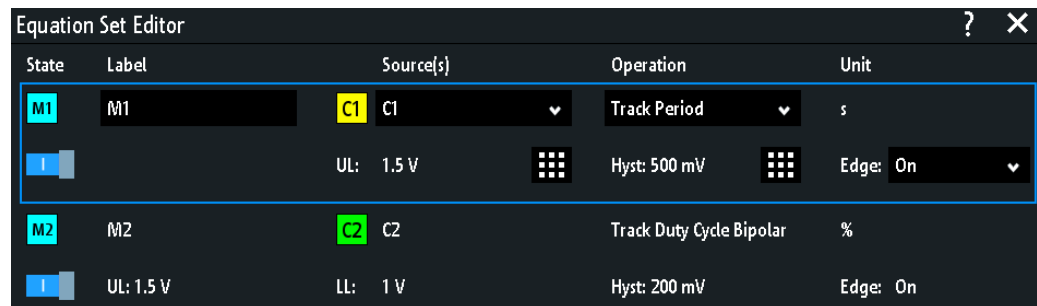 Equation Set Editor ? X
State Label Source(s) Operation Unit
M1 M1 C1 C1 Track Period s
I UL: 1.5 V Hyst: 500 mV Edge: On
M2 M2 C2 C2 Track Duty Cycle Bipolar %
I UL: 1.5 V LL: 1 V Hyst: 200 mV Edge: On